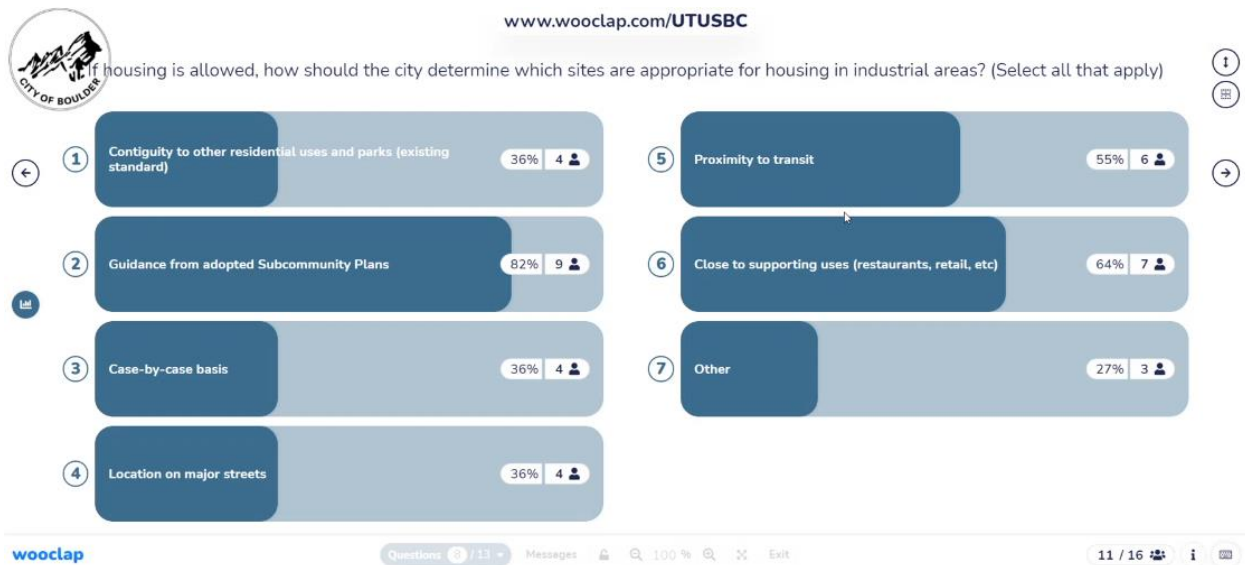 www.wooclap.com/UTUSBC
CITY OF BOULDER
If housing is allowed, how should the city determine which sites are appropriate for housing in industrial areas? (Select all that apply)
1
Contiguity to other residential uses and parks (existing
standard)
36% 4
2
Guidance from adopted Subcommunity Plans
82% 9
3
Case-by-case basis
36% 4
4
Location on major streets
36% 4
5
Proximity to transit
55% 6
6
Close to supporting uses (restaurants, retail, etc)
64% 7
7
Other
27% 3
wooclap
Questions 8 / 13
Messages
100 %
Exit
11 / 16
i